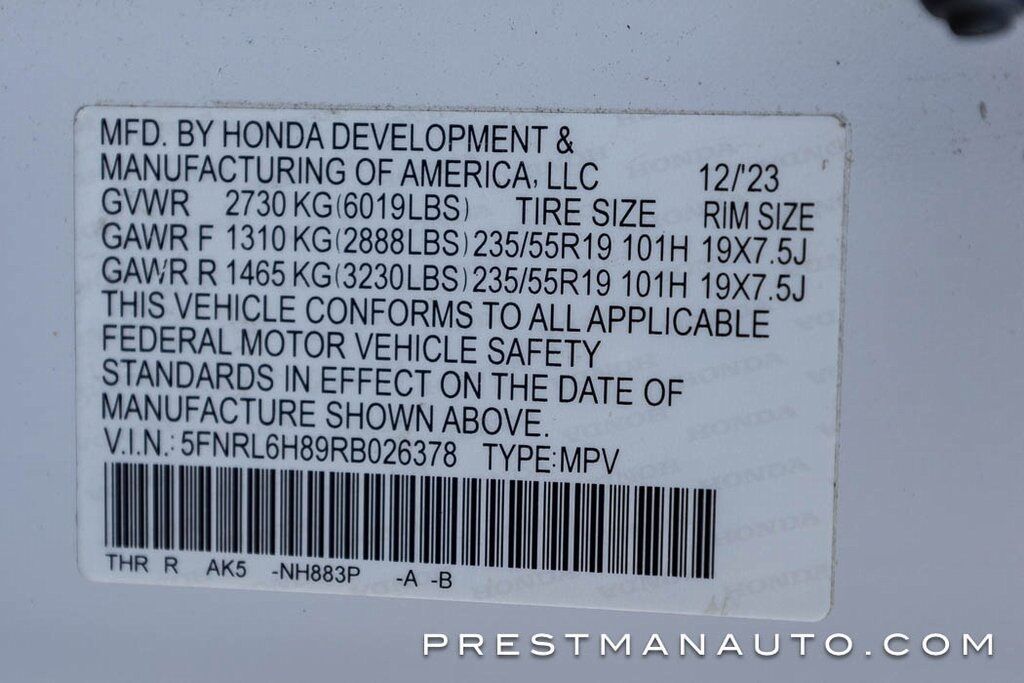 MFD. BY HONDA DEVELOPMENT &
MANUFACTURING OF AMERICA, LLC 12/'23
GVWR 2730 KG(6019LBS) TIRE SIZE RIM SIZE
GAWR F 1310 KG(2888LBS) 235/55R19 101H 19X7.5J
GAWR R 1465 KG(3230LBS) 235/55R19 101H 19X7.5J
THIS VEHICLE CONFORMS TO ALL APPLICABLE
FEDERAL MOTOR VEHICLE SAFETY
STANDARDS IN EFFECT ON THE DATE OF
MANUFACTURE SHOWN ABOVE.
V.I.N.: 5FNRL6H89RB026378 TYPE:MPV
THR R AK5 -NH883P -A -B
PRESTMANAUTO.COM